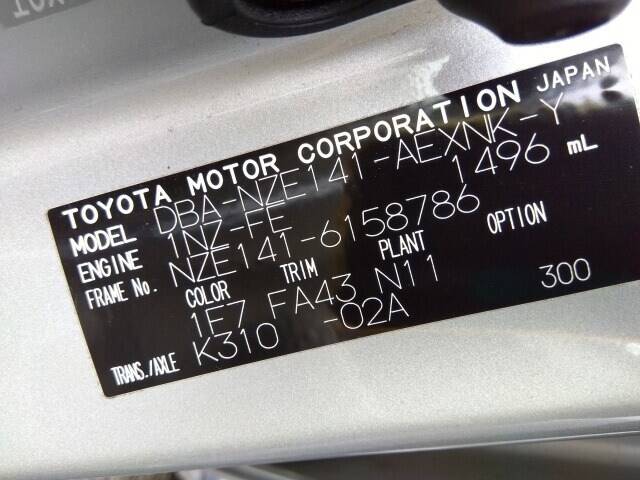 TOYOTA MOTOR CORPORATION JAPAN
MODEL DBA-NZE141-AEXNK-Y
ENGINE 1NZ-FE 1496 mL
FRAME No. NZE141-6158786
COLOR TRIM PLANT OPTION
1F7 FA43 N11 300
TRANS./AXLE K310 -02A